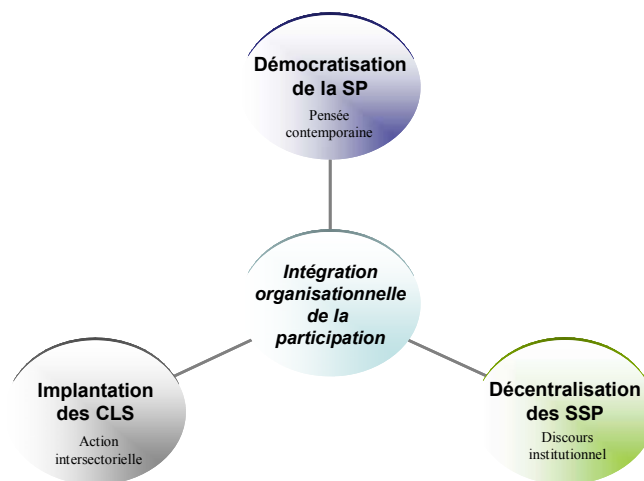 Démocratisation
de la SP
Pensée
contemporaine
Intégration
organisationnelle
de la
participation
Implantation
des CLS
Action
intersectorielle
Décentralisation
des SSP
Discours
institutionnel